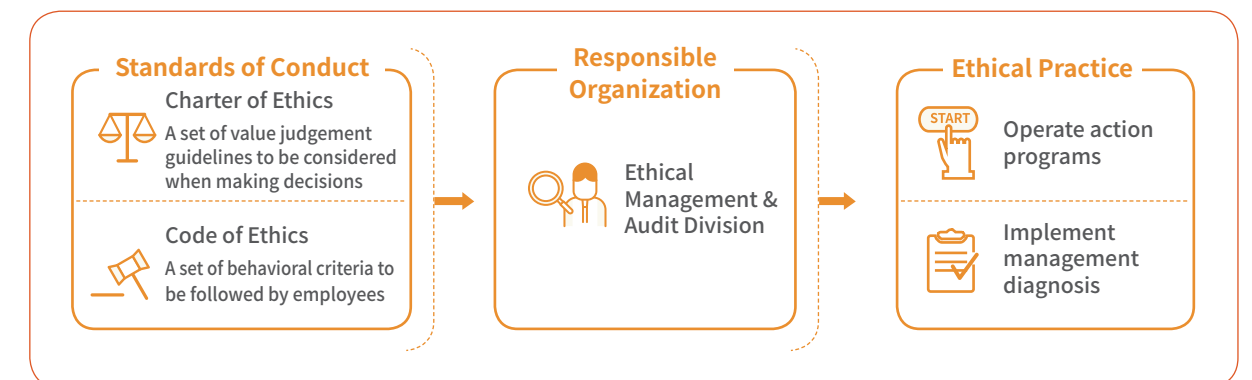 Standards of Conduct
Charter of Ethics
A set of value judgement
guidelines to be considered
when making decisions
Code of Ethics
A set of behavioral criteria to
be followed by employees
Responsible
Organization
Ethical
Management &
Audit Division
Ethical Practice
START
Operate action
programs
Implement
management
diagnosis